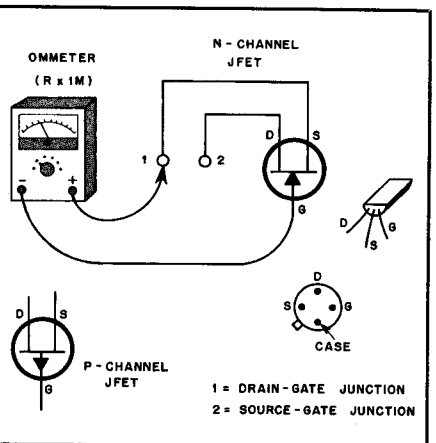 N - CHANNEL
JFET
OMMETER
(R x 1M)
D
S
1
2
- +
G
D
S
G
D
S
G
CASE
D
S
P - CHANNEL
JFET
G
1 = DRAIN - GATE JUNCTION
2 = SOURCE - GATE JUNCTION